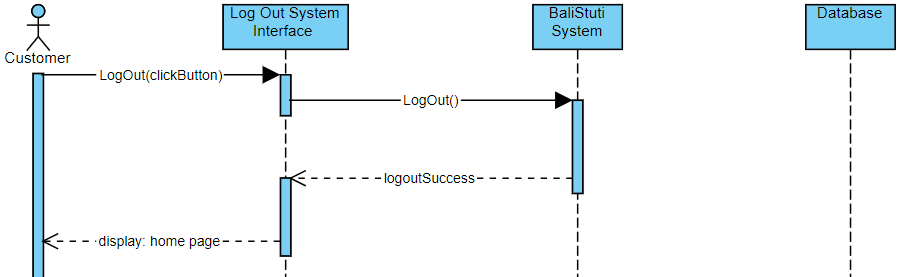 Log Out System
Interface
BaliStuti
System
Database
Customer
LogOut(clickButton)
LogOut()
logoutSuccess
display: home page